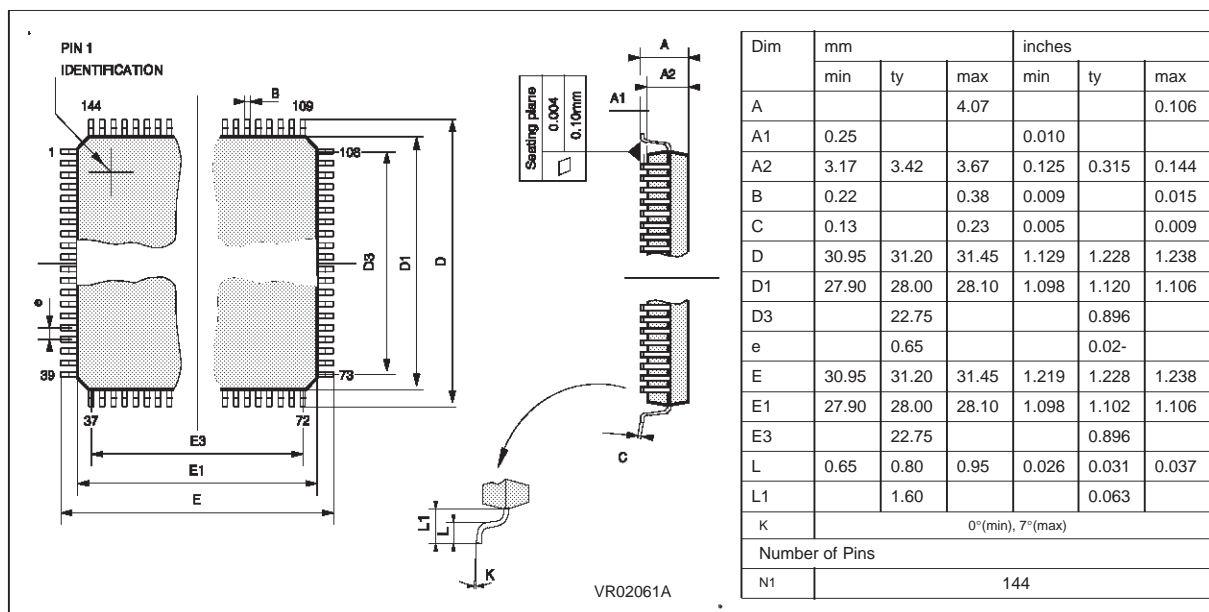 PIN 1
IDENTIFICATION
144
B
109
1
108
e
D3
D1
D
39
73
37
72
E3
E1
E
A
A2
A1
Seating plane
0.004
0.10mm
C
L1
L
K
VR02061A
Dim mm inches
min ty max min ty max
A 4.07 0.106
A1 0.25 0.010
A2 3.17 3.42 3.67 0.125 0.315 0.144
B 0.22 0.38 0.009 0.015
C 0.13 0.23 0.005 0.009
D 30.95 31.20 31.45 1.129 1.228 1.238
D1 27.90 28.00 28.10 1.098 1.120 1.106
D3 22.75 0.896
e 0.65 0.02-
E 30.95 31.20 31.45 1.219 1.228 1.238
E1 27.90 28.00 28.10 1.098 1.102 1.106
E3 22.75 0.896
L 0.65 0.80 0.95 0.026 0.031 0.037
L1 1.60 0.063
K 0°(min), 7°(max)
Number of Pins
N1 144